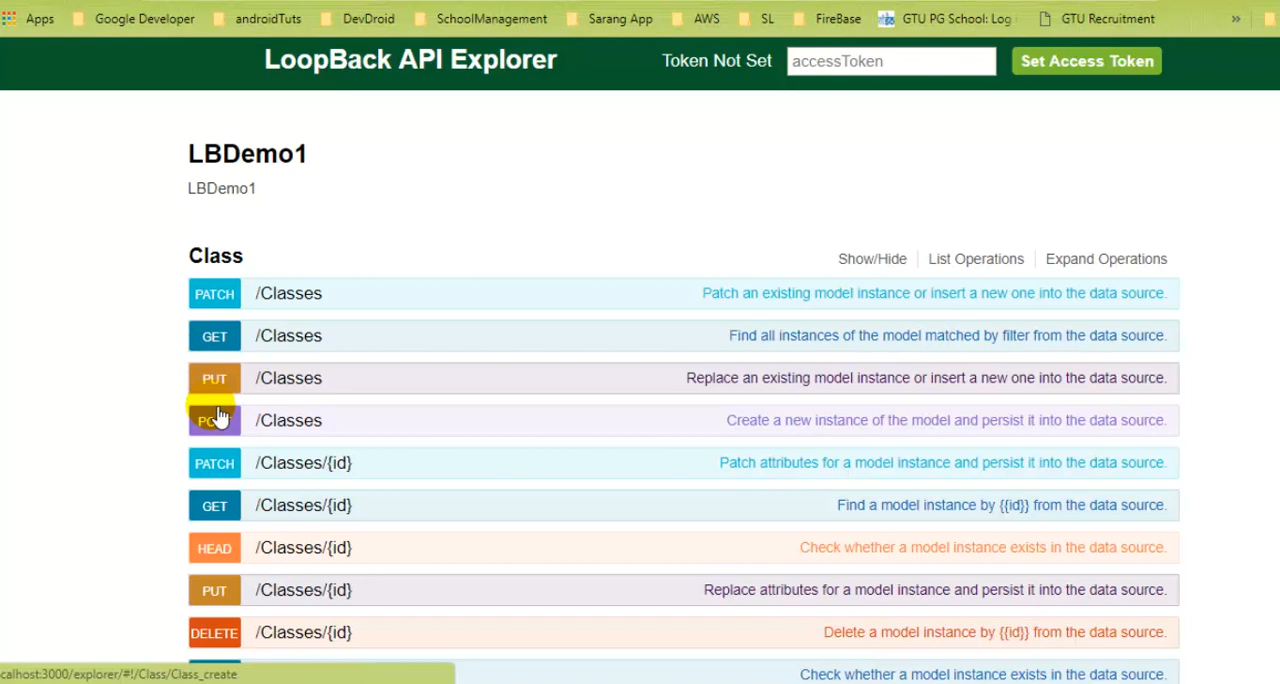 Apps Google Developer androidTuts DevDroid SchoolManagement Sarang App AWS SL FireBase GTU PG School: Log GTU Recruitment »
LoopBack API Explorer Token Not Set accessToken Set Access Token
LBDemo1
LBDemo1
Class Show/Hide List Operations Expand Operations
PATCH /Classes Patch an existing model instance or insert a new one into the data source.
GET /Classes Find all instances of the model matched by filter from the data source.
PUT /Classes Replace an existing model instance or insert a new one into the data source.
/Classes Create a new instance of the model and persist it into the data source.
PATCH /Classes/{id} Patch attributes for a model instance and persist it into the data source.
GET /Classes/{id} Find a model instance by {{id}} from the data source.
HEAD /Classes/{id} Check whether a model instance exists in the data source.
PUT /Classes/{id} Replace attributes for a model instance and persist it into the data source.
DELETE /Classes/{id} Delete a model instance by {{id}} from the data source.
calhost:3000/explorer/#!/Class/Class_create Check whether a model instance exists in the data source.